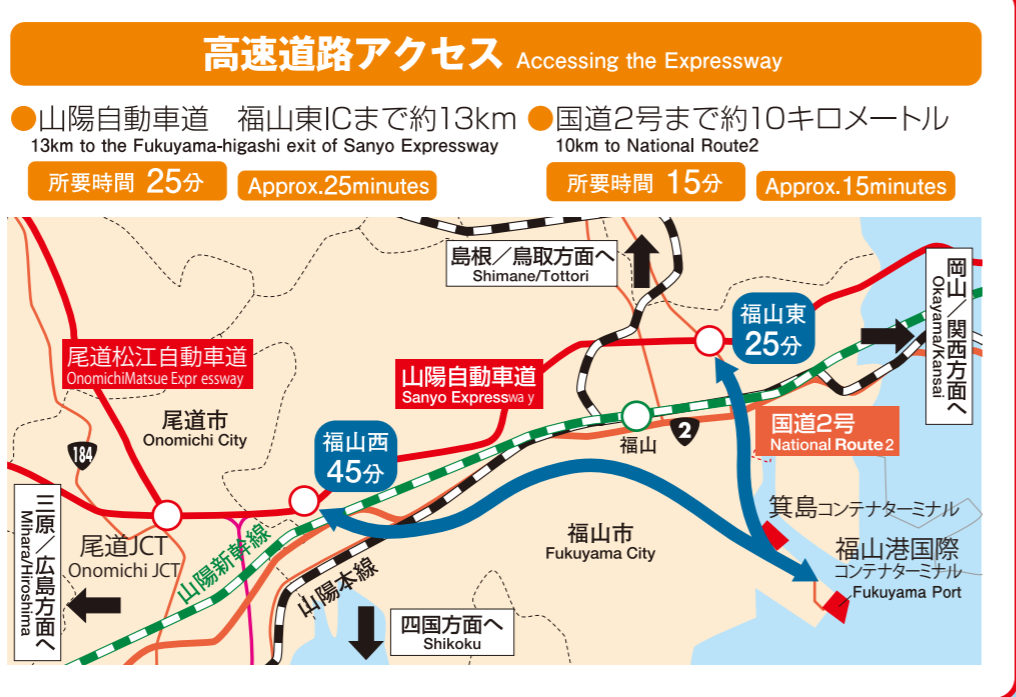 高速道路アクセス Accessing the Expressway
●山陽自動車道　福山東ICまで約13km
13km to the Fukuyama-higashi exit of Sanyo Expressway
所要時間 25分
Approx.25minutes
●国道2号まで約10キロメートル
10km to National Route2
所要時間 15分
Approx.15minutes
島根／鳥取方面へ
Shimane/Tottori
岡山／関西方面へ
Okayama/Kansai
福山東
25分
尾道松江自動車道
OnomichiMatsue Expr essway
山陽自動車道
Sanyo Expresswa y
尾道市
Onomichi City
福山西
45分
福山
2
国道2号
National Route2
184
三原／広島方面へ
Mihara/Hiroshima
尾道JCT
Onomichi JCT
山陽新幹線
山陽本線
福山市
Fukuyama City
箕島コンテナターミナル
福山港国際
コンテナターミナル
Fukuyama Port
四国方面へ
Shikoku